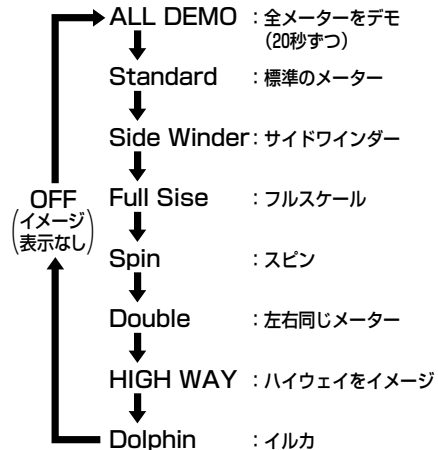 ALL DEMO：全メーターをデモ
（20秒ずつ）
Standard：標準のメーター
Side Winder：サイドワインダー
Full Sise：フルスケール
Spin：スピン
Double：左右同じメーター
HIGH WAY：ハイウェイをイメージ
Dolphin：イルカ
OFF
（イメージ
表示なし）